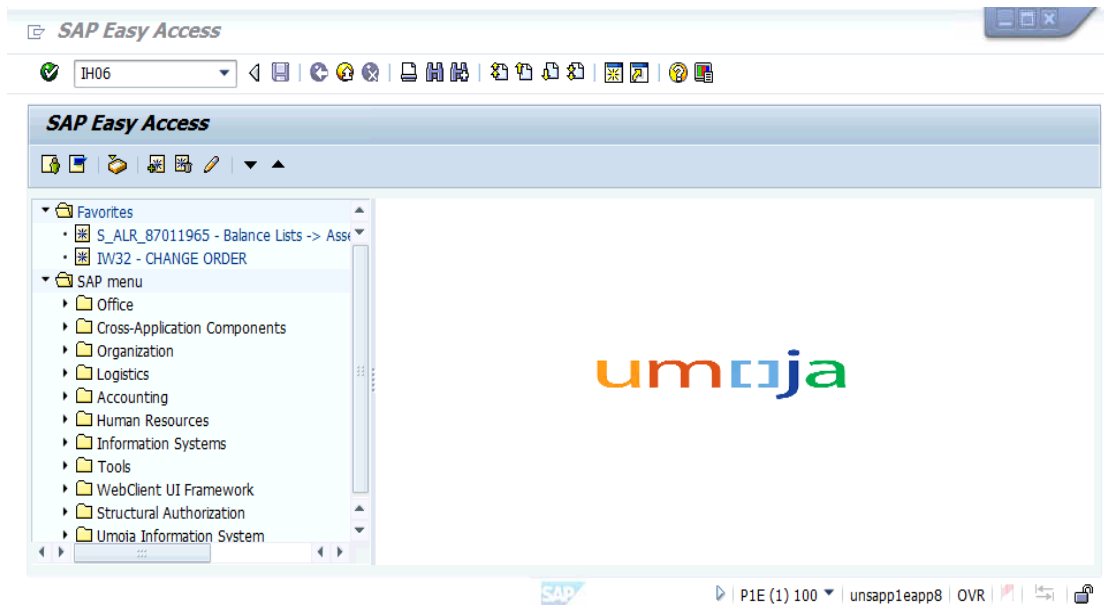 SAP Easy Access
IH06
SAP Easy Access
Favorites
S_ALR_87011965 - Balance Lists -> Asse
IW32 - CHANGE ORDER
SAP menu
Office
Cross-Application Components
Organization
Logistics
Accounting
Human Resources
Information Systems
Tools
WebClient UI Framework
Structural Authorization
Umoja Information System
umoja
SAP
P1E (1) 100 unsapp1eapp8 OVR